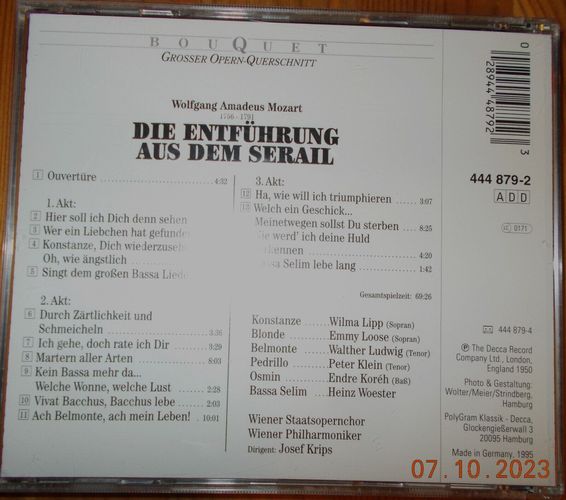 BOUQUET
GROSSER OPERN-QUERSCHNITT
Wolfgang Amadeus Mozart
1756 - 1791
DIE ENTFÜHRUNG
AUS DEM SERAIL
1 Ouvertüre 4:32
1. Akt:
2 Hier soll ich Dich denn sehen
3 Wer ein Liebchen hat gefunden
4 Konstanze, Dich wiederzusehen
Oh, wie ängstlich
5 Singt dem großen Bassa Lieder
2. Akt:
6 Durch Zärtlichkeit und
Schmeicheln 3:36
7 Ich gehe, doch rate ich Dir 3:29
8 Martern aller Arten 8:03
9 Kein Bassa mehr da...
Welche Wonne, welche Lust 2:28
10 Vivat Bacchus, Bacchus lebe 2:03
11 Ach Belmonte, ach mein Leben! 10:01
3. Akt:
12 Ha, wie will ich triumphieren 3:07
13 Welch ein Geschick...
Meinetwegen sollst Du sterben 8:25
werd' ich deine Huld
4:20
Selim lebe lang 1:42
Gesamtspielzeit: 69:26
Konstanze Wilma Lipp (Sopran)
Blonde Emmy Loose (Sopran)
Belmonte Walther Ludwig (Tenor)
Pedrillo Peter Klein (Tenor)
Osmin Endre Koréh (Baß)
Bassa Selim Heinz Woester
Wiener Staatsopernchor
Wiener Philharmoniker
Dirigent: Josef Krips
0 28944 48792 3
444 879-2
ADD
LC 0171
444 879-4
℗ The Decca Record
Company Ltd., London,
England 1950
Photo & Gestaltung:
Wolter/Meier/Strindberg,
Hamburg
PolyGram Klassik - Decca,
Glockengießerwall 3
20095 Hamburg
Made in Germany, 1995
07.10.2023